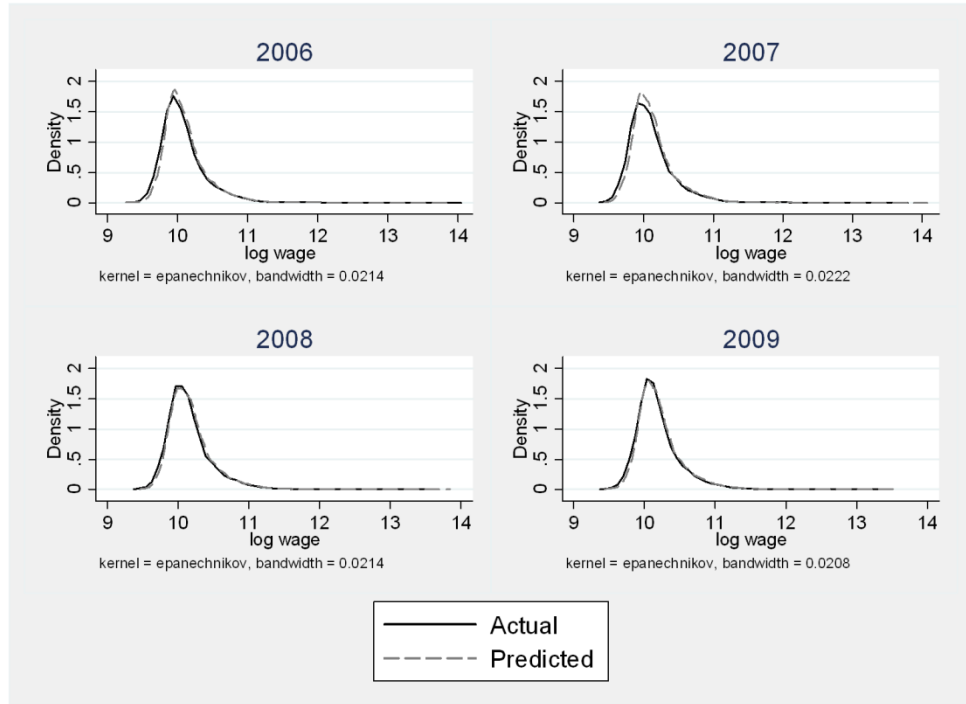 2006
Density
2
1.5
1
.5
0
9 10 11 12 13 14
log wage
kernel = epanechnikov, bandwidth = 0.0214
2007
Density
2
1.5
1
.5
0
9 10 11 12 13 14
log wage
kernel = epanechnikov, bandwidth = 0.0222
2008
Density
2
1.5
1
.5
0
9 10 11 12 13 14
log wage
kernel = epanechnikov, bandwidth = 0.0214
2009
Density
2
1.5
1
.5
0
9 10 11 12 13 14
log wage
kernel = epanechnikov, bandwidth = 0.0208
Actual
Predicted